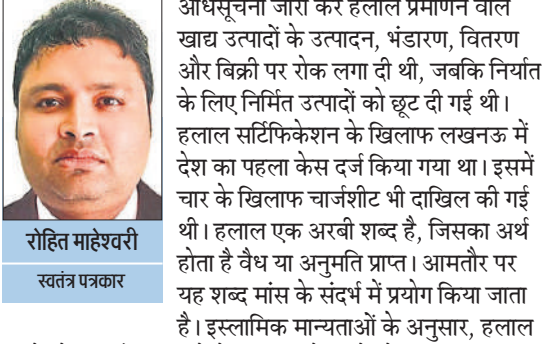 अधिसूचना जारी कर हलाल प्रमाणन वाले
खाद्य उत्पादों के उत्पादन, भंडारण, वितरण
और बिक्री पर रोक लगा दी थी, जबकि निर्यात
के लिए निर्मित उत्पादों को छूट दी गई थी।
हलाल सर्टिफिकेशन के खिलाफ लखनऊ में
देश का पहला केस दर्ज किया गया था। इसमें
चार के खिलाफ चार्जशीट भी दाखिल की गई
थी। हलाल एक अरबी शब्द है, जिसका अर्थ
होता है वैध या अनुमति प्राप्त। आमतौर पर
यह शब्द मांस के संदर्भ में प्रयोग किया जाता
है। इस्लामिक मान्यताओं के अनुसार, हलाल
रोहित माहेश्वरी
स्वतंत्र पत्रकार